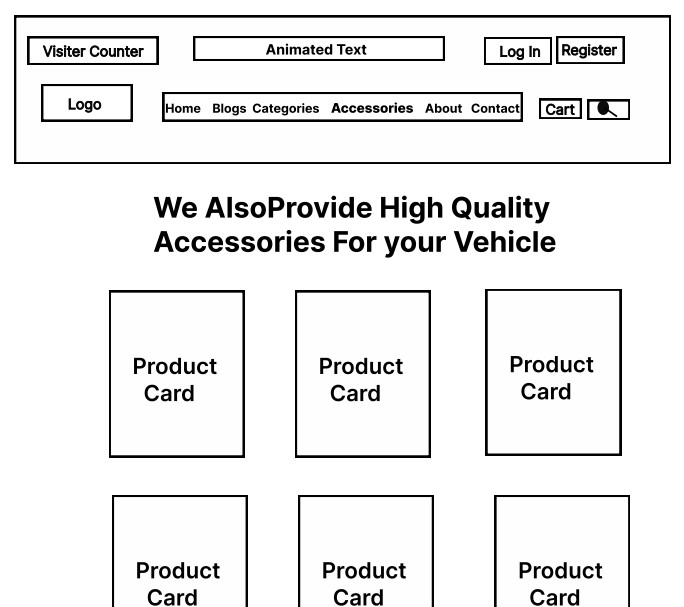 Visiter Counter
Animated Text
Log In
Register
Logo
Home Blogs Categories Accessories About Contact
Cart
We AlsoProvide High Quality
Accessories For your Vehicle
Product
Card
Product
Card
Product
Card
Product
Card
Product
Card
Product
Card